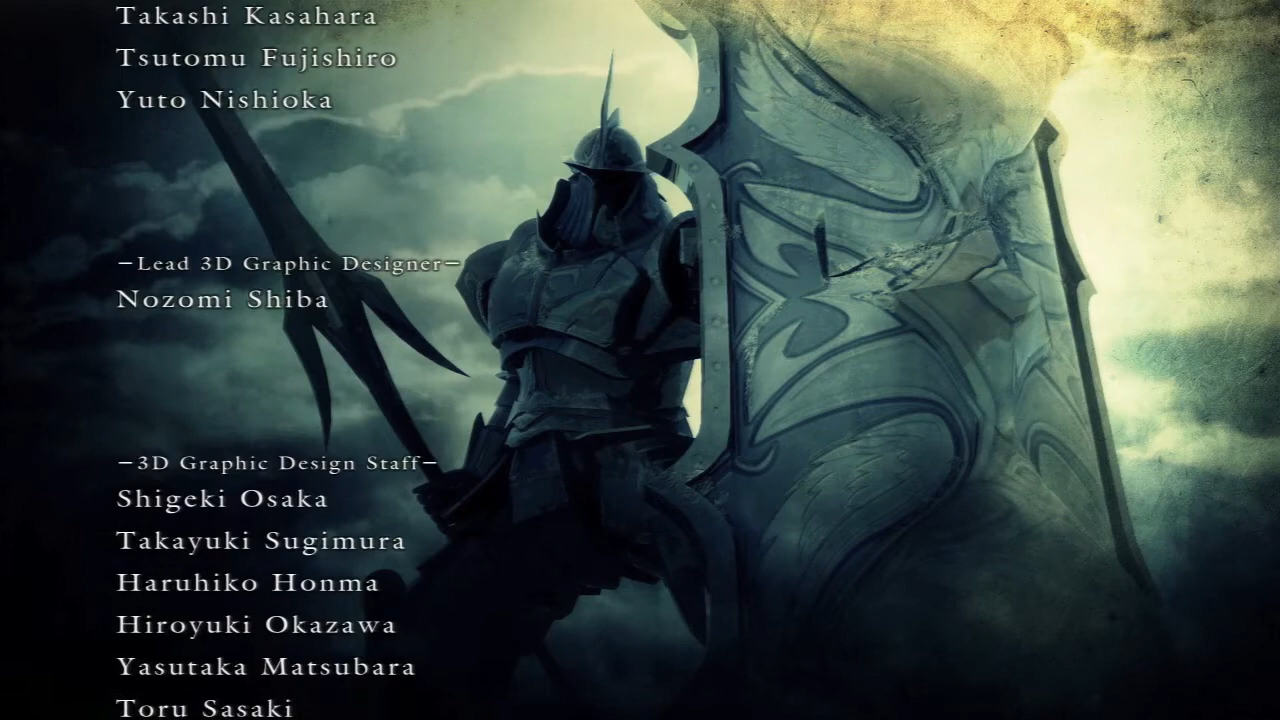 Takashi Kasahara
Tsutomu Fujishiro
Yuto Nishioka
-Lead 3D Graphic Designer-
Nozomi Shiba
-3D Graphic Design Staff-
Shigeki Osaka
Takayuki Sugimura
Haruhiko Honma
Hiroyuki Okazawa
Yasutaka Matsubara
Toru Sasaki